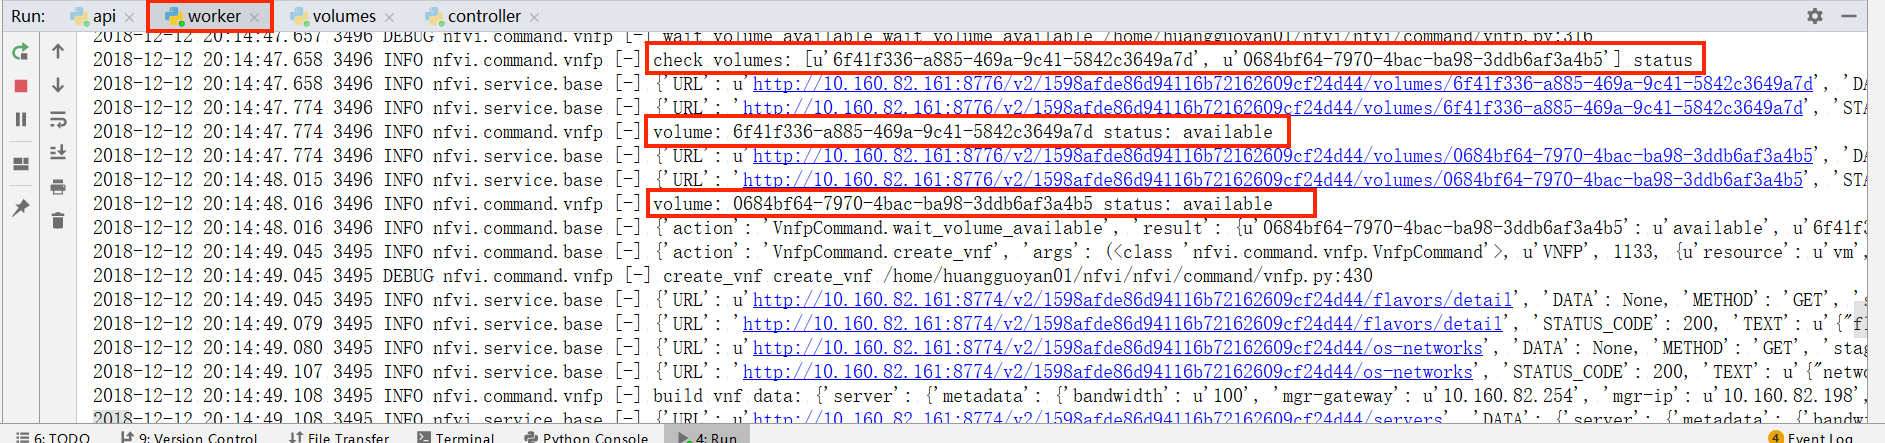 Run: api × worker × volumes × controller ×
2018-12-12 20:14:47.657 3496 DEBUG nfvi.command.vnfp [-] wait_volume_available wait_volume_available /home/huangguoyan01/nfvi/nfvi/command/vnfp.py:316
2018-12-12 20:14:47.658 3496 INFO nfvi.command.vnfp [-] check volumes: [u'6f41f336-a885-469a-9c41-5842c3649a7d', u'0684bf64-7970-4bac-ba98-3ddb6af3a4b5'] status
2018-12-12 20:14:47.658 3496 INFO nfvi.service.base [-] {'URL': u'http://10.160.82.161:8776/v2/1598afde86d94116b72162609cf24d44/volumes/6f41f336-a885-469a-9c41-5842c3649a7d', 'DA
2018-12-12 20:14:47.774 3496 INFO nfvi.service.base [-] {'URL': 'http://10.160.82.161:8776/v2/1598afde86d94116b72162609cf24d44/volumes/6f41f336-a885-469a-9c41-5842c3649a7d', 'STA
2018-12-12 20:14:47.774 3496 INFO nfvi.command.vnfp [-] volume: 6f41f336-a885-469a-9c41-5842c3649a7d status: available
2018-12-12 20:14:47.774 3496 INFO nfvi.service.base [-] {'URL': u'http://10.160.82.161:8776/v2/1598afde86d94116b72162609cf24d44/volumes/0684bf64-7970-4bac-ba98-3ddb6af3a4b5', 'DA
2018-12-12 20:14:48.015 3496 INFO nfvi.service.base [-] {'URL': 'http://10.160.82.161:8776/v2/1598afde86d94116b72162609cf24d44/volumes/0684bf64-7970-4bac-ba98-3ddb6af3a4b5', 'STA
2018-12-12 20:14:48.016 3496 INFO nfvi.command.vnfp [-] volume: 0684bf64-7970-4bac-ba98-3ddb6af3a4b5 status: available
2018-12-12 20:14:48.016 3496 INFO nfvi.command.vnfp [-] {'action': 'VnfpCommand.wait_volume_available', 'result': {u'0684bf64-7970-4bac-ba98-3ddb6af3a4b5': u'available', u'6f41f
2018-12-12 20:14:49.045 3495 INFO nfvi.command.vnfp [-] {'action': 'VnfpCommand.create_vnf', 'args': (<class 'nfvi.command.vnfp.VnfpCommand'>, u'VNFP', 1133, {u'resource': u'vm',
2018-12-12 20:14:49.045 3495 DEBUG nfvi.command.vnfp [-] create_vnf create_vnf /home/huangguoyan01/nfvi/nfvi/command/vnfp.py:430
2018-12-12 20:14:49.045 3495 INFO nfvi.service.base [-] {'URL': u'http://10.160.82.161:8774/v2/1598afde86d94116b72162609cf24d44/flavors/detail', 'DATA': None, 'METHOD': 'GET', 's
2018-12-12 20:14:49.079 3495 INFO nfvi.service.base [-] {'URL': 'http://10.160.82.161:8774/v2/1598afde86d94116b72162609cf24d44/flavors/detail', 'STATUS_CODE': 200, 'TEXT': u'{"fl
2018-12-12 20:14:49.080 3495 INFO nfvi.service.base [-] {'URL': u'http://10.160.82.161:8774/v2/1598afde86d94116b72162609cf24d44/os-networks', 'DATA': None, 'METHOD': 'GET', 'stag
2018-12-12 20:14:49.107 3495 INFO nfvi.service.base [-] {'URL': 'http://10.160.82.161:8774/v2/1598afde86d94116b72162609cf24d44/os-networks', 'STATUS_CODE': 200, 'TEXT': u'{"netwo
2018-12-12 20:14:49.108 3495 INFO nfvi.command.vnfp [-] build vnf data: {'server': {'metadata': {'bandwidth': u'100', 'mgr-gateway': u'10.160.82.254', 'mgr-ip': u'10.160.82.198',
2018-12-12 20:14:49.108 3495 INFO nfvi.service.base [-] {'URL': u'http://10.160.82.161:8774/v2/1598afde86d94116b72162609cf24d44/servers', 'DATA': {'server': {'metadata': {'bandw
6: TODO 9: Version Control File Transfer Terminal Python Console 4: Run 4 Event Log